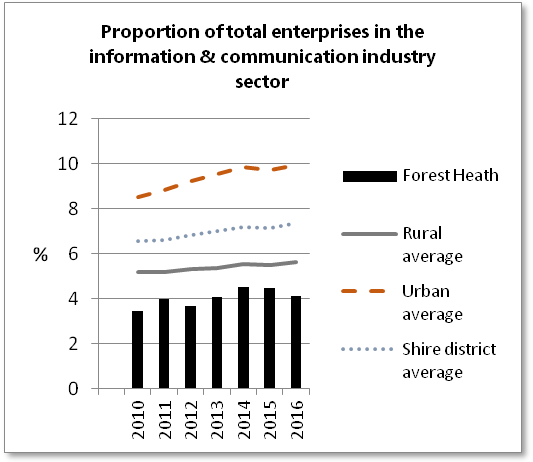 Proportion of total enterprises in the
information & communication industry
sector
12
10
8
6
4
2
0
%
2010
2011
2012
2013
2014
2015
2016
Forest Heath
Rural
average
Urban
average
Shire district
average